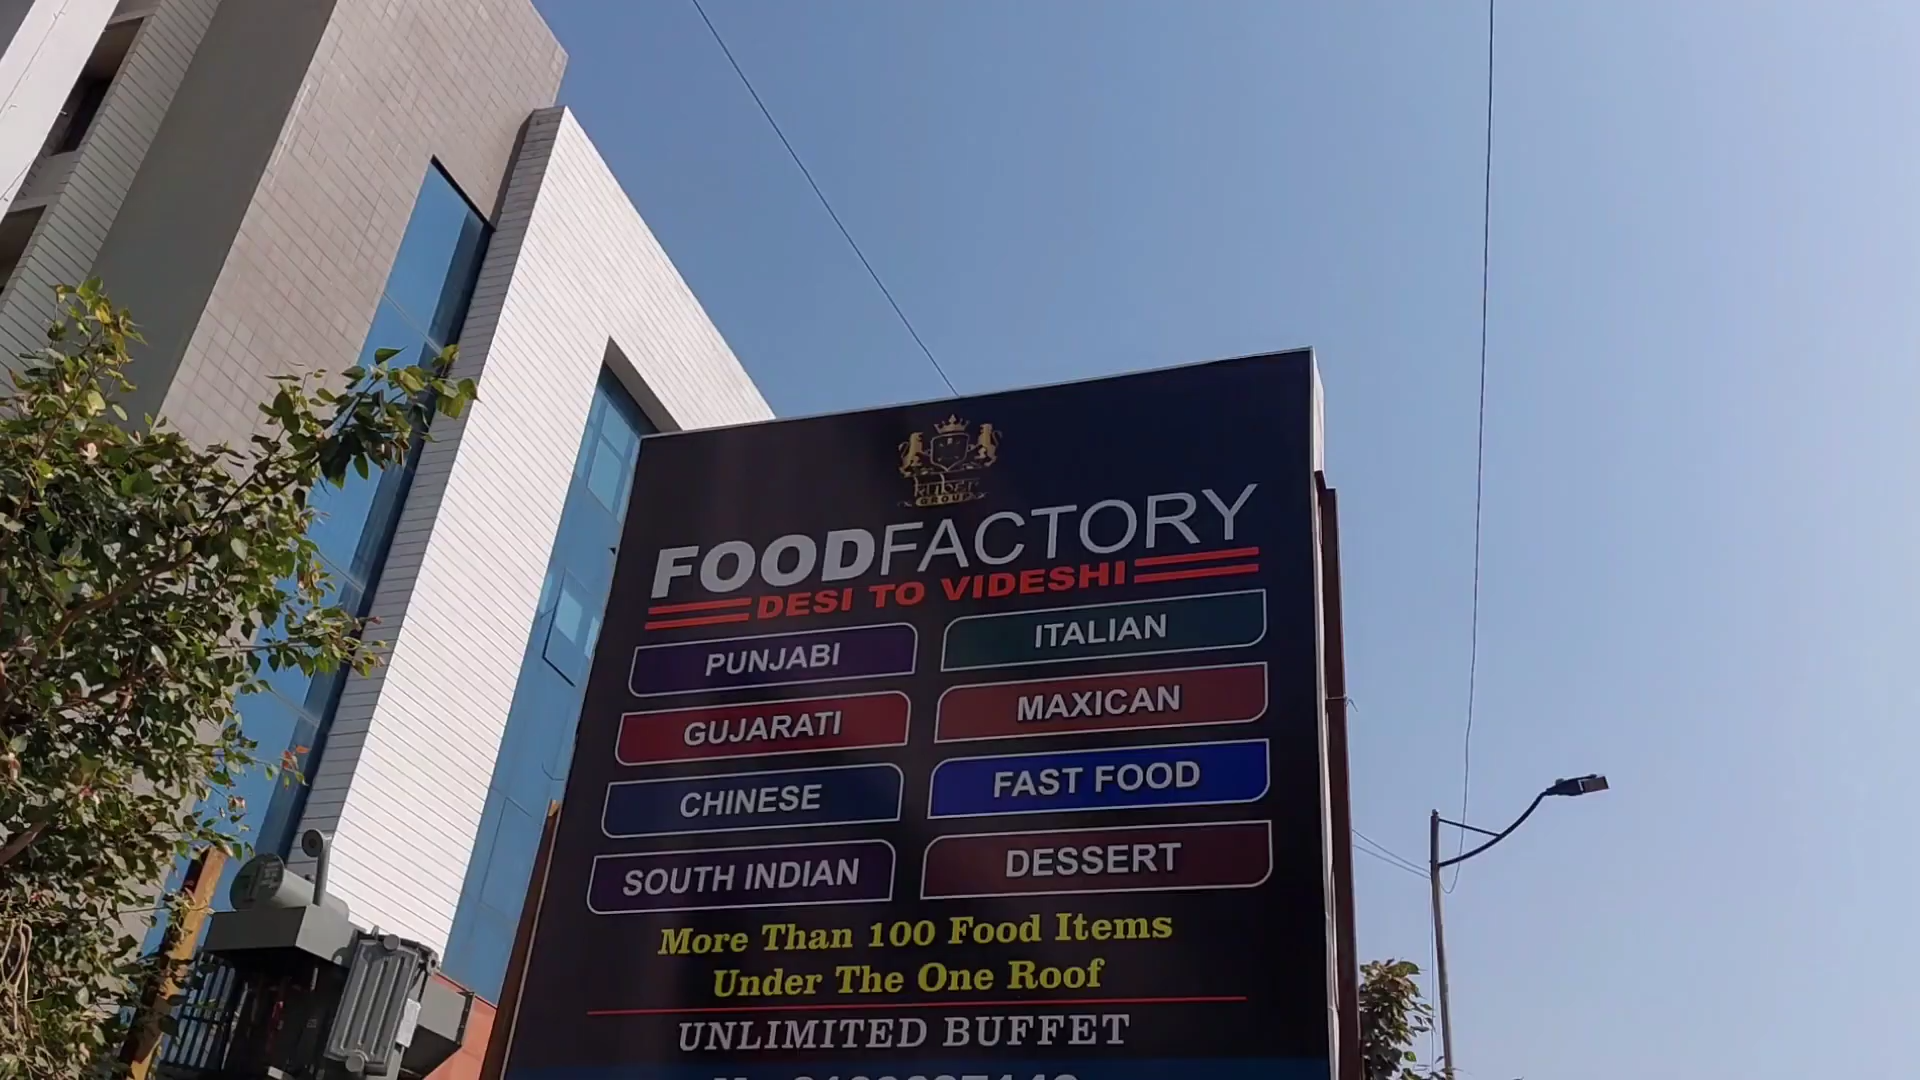 GROUP
FOODFACTORY
DESI TO VIDESHI
PUNJABI
ITALIAN
GUJARATI
MAXICAN
CHINESE
FAST FOOD
SOUTH INDIAN
DESSERT
More Than 100 Food Items
Under The One Roof
UNLIMITED BUFFET